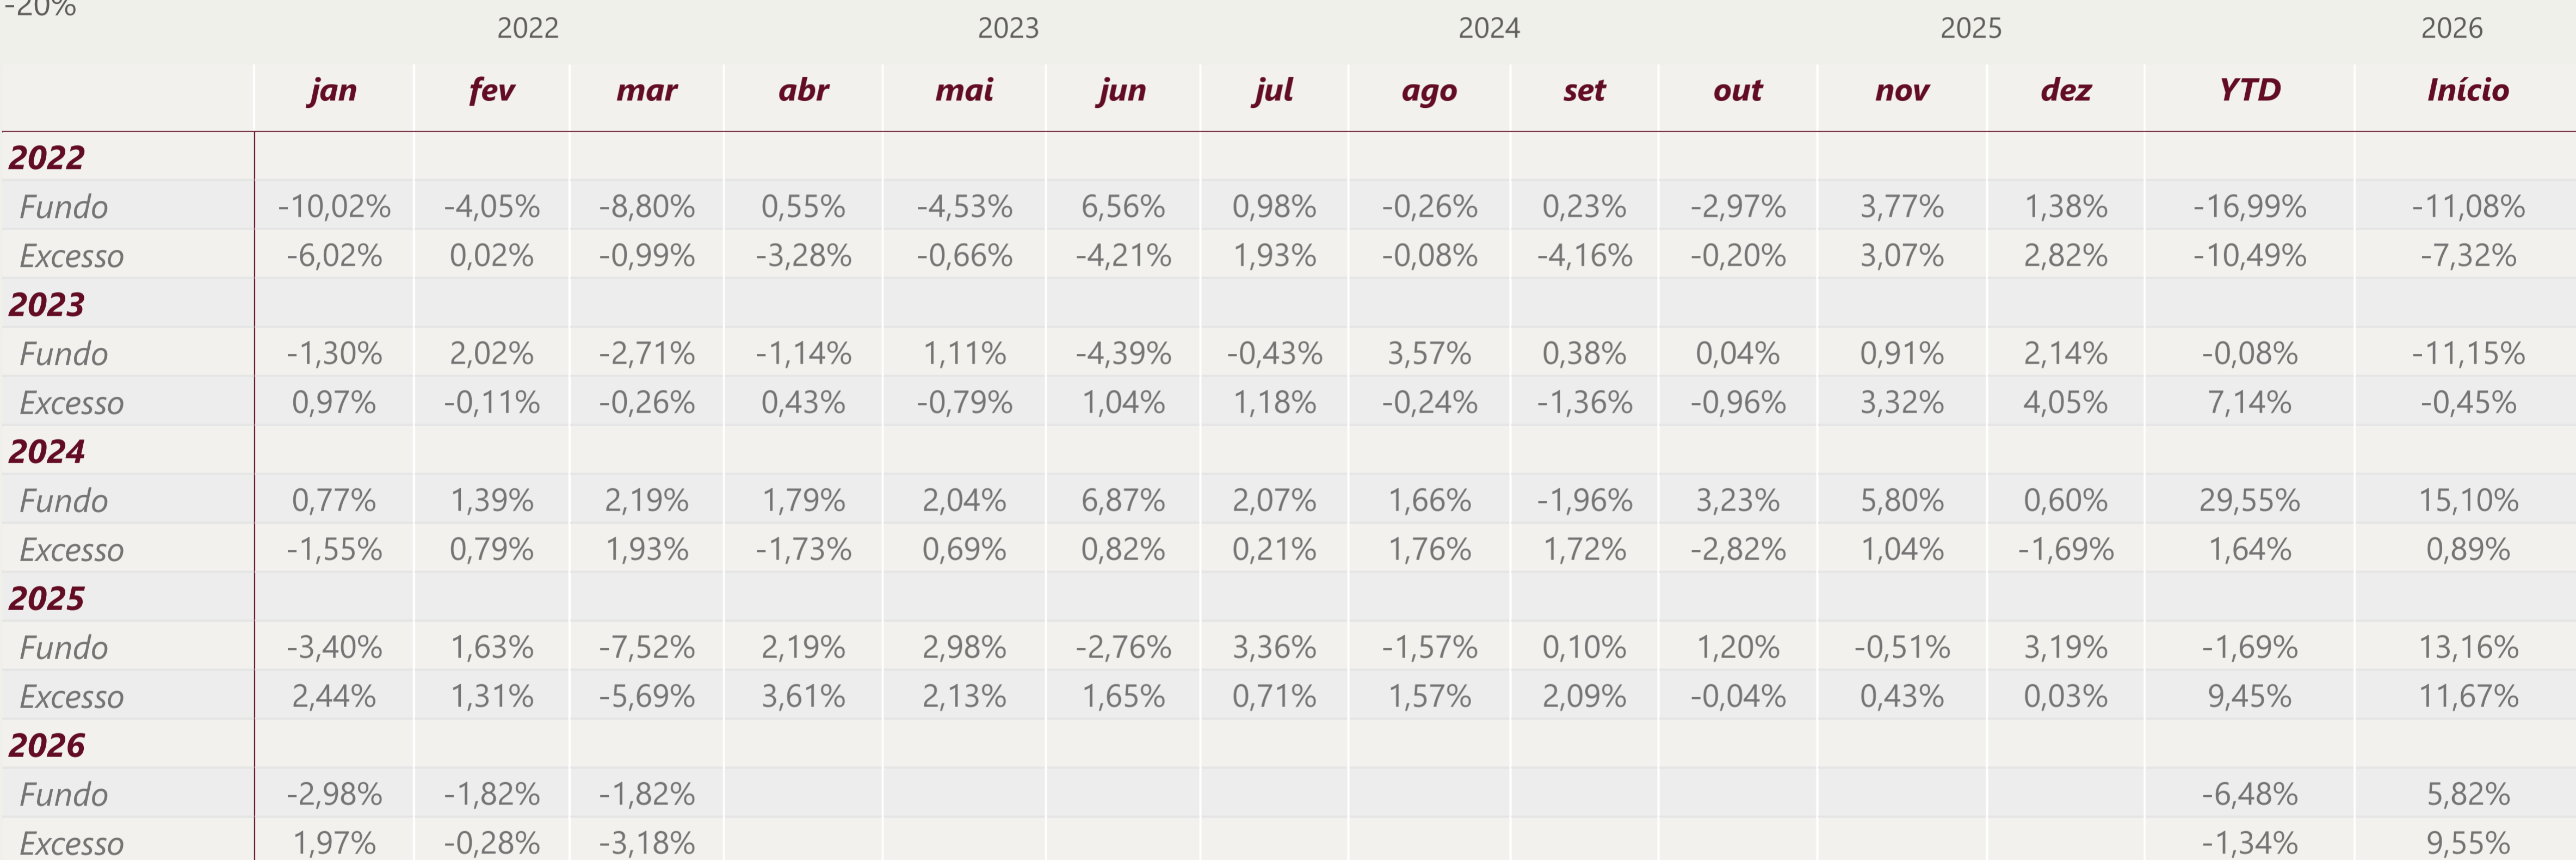 -20%
2022 2023 2024 2025 2026
jan fev mar abr mai jun jul ago set out nov dez YTD Início
2022
Fundo -10,02% -4,05% -8,80% 0,55% -4,53% 6,56% 0,98% -0,26% 0,23% -2,97% 3,77% 1,38% -16,99% -11,08%
Excesso -6,02% 0,02% -0,99% -3,28% -0,66% -4,21% 1,93% -0,08% -4,16% -0,20% 3,07% 2,82% -10,49% -7,32%
2023
Fundo -1,30% 2,02% -2,71% -1,14% 1,11% -4,39% -0,43% 3,57% 0,38% 0,04% 0,91% 2,14% -0,08% -11,15%
Excesso 0,97% -0,11% -0,26% 0,43% -0,79% 1,04% 1,18% -0,24% -1,36% -0,96% 3,32% 4,05% 7,14% -0,45%
2024
Fundo 0,77% 1,39% 2,19% 1,79% 2,04% 6,87% 2,07% 1,66% -1,96% 3,23% 5,80% 0,60% 29,55% 15,10%
Excesso -1,55% 0,79% 1,93% -1,73% 0,69% 0,82% 0,21% 1,76% 1,72% -2,82% 1,04% -1,69% 1,64% 0,89%
2025
Fundo -3,40% 1,63% -7,52% 2,19% 2,98% -2,76% 3,36% -1,57% 0,10% 1,20% -0,51% 3,19% -1,69% 13,16%
Excesso 2,44% 1,31% -5,69% 3,61% 2,13% 1,65% 0,71% 1,57% 2,09% -0,04% 0,43% 0,03% 9,45% 11,67%
2026
Fundo -2,98% -1,82% -1,82% -6,48% 5,82%
Excesso 1,97% -0,28% -3,18% -1,34% 9,55%